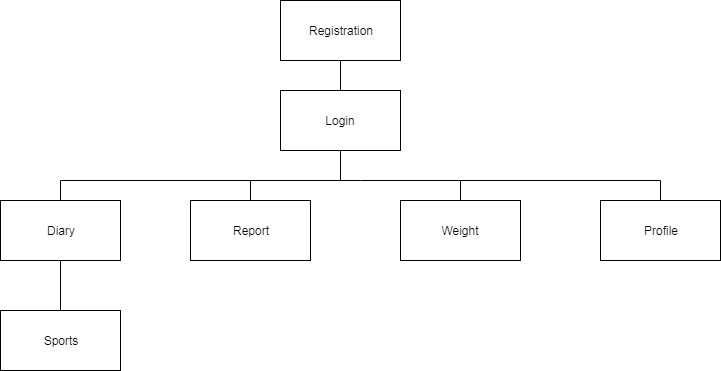 Registration
Login
Diary
Report
Weight
Profile
Sports